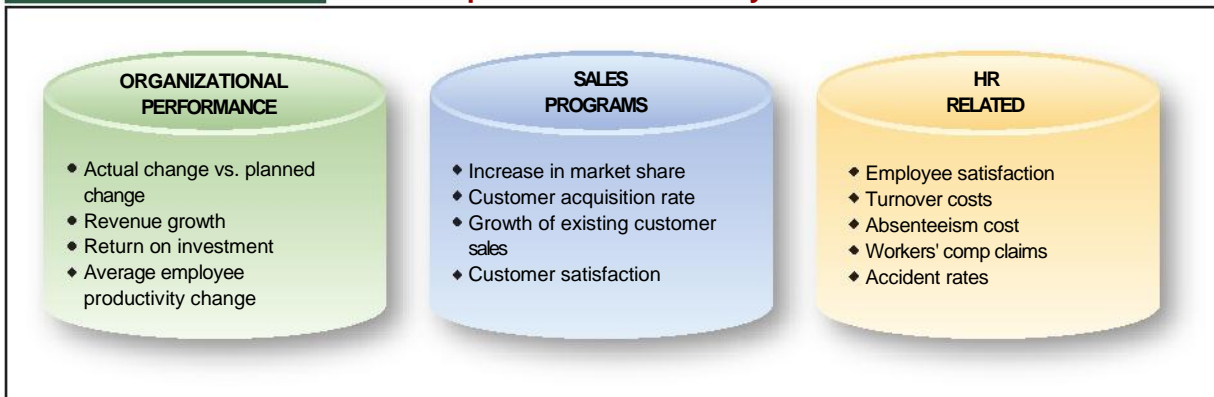 ORGANIZATIONAL
PERFORMANCE
• Actual change vs. planned
change
• Revenue growth
• Return on investment
• Average employee
productivity change
SALES
PROGRAMS
• Increase in market share
• Customer acquisition rate
• Growth of existing customer
sales
• Customer satisfaction
HR
RELATED
• Employee satisfaction
• Turnover costs
• Absenteeism cost
• Workers' comp claims
• Accident rates